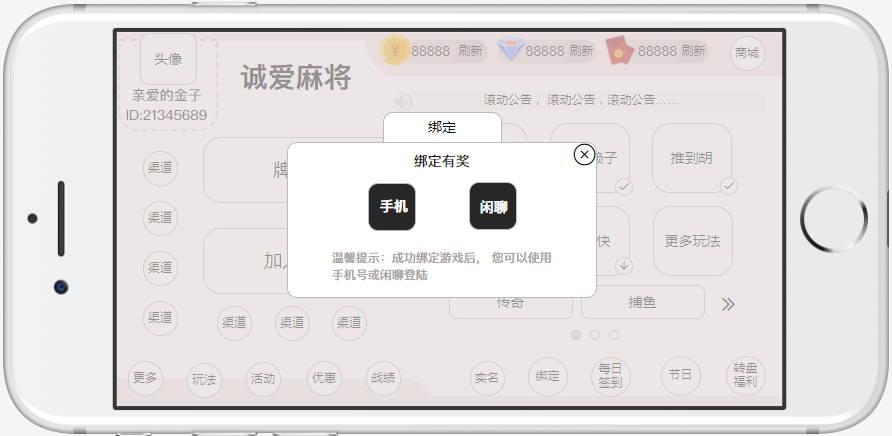 头像
亲爱的金子
ID:21345689
诚爱麻将
88888 刷新
88888 刷新
88888 刷新
商城
滚动公告，滚动公告，滚动公告……
绑定
绑定有奖
手机
闲聊
温馨提示：成功绑定游戏后， 您可以使用
手机号或闲聊登陆
渠道
渠道
渠道
渠道
牌
加
子
推到胡
快
更多玩法
传奇
捕鱼
渠道
渠道
渠道
更多
玩法
活动
优惠
战绩
实名
绑定
每日
签到
节日
转盘
福利